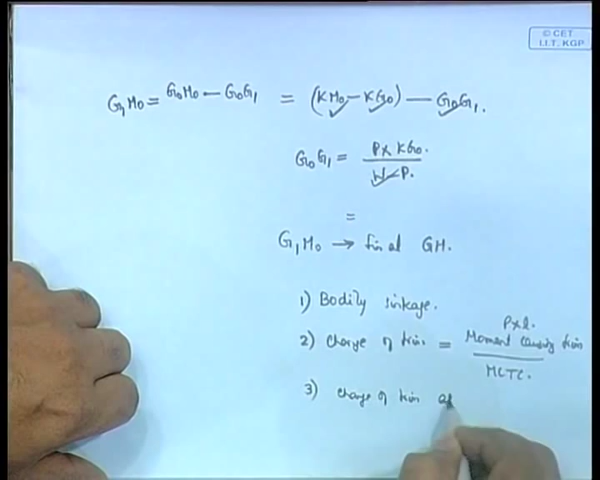 © CET
I.I.T. KGP
G₁M₀ = G₀M₀ — G₀G₁ = (KM₀ — KG₀) — G₀G₁.
G₀G₁ = P x KG₀.
W - P.
=
G₁M₀ → final GM.
1) Bodily sinkage.
P x l.
2) Change of trim = Moment causing trim
MCTC.
3) Change of trim af